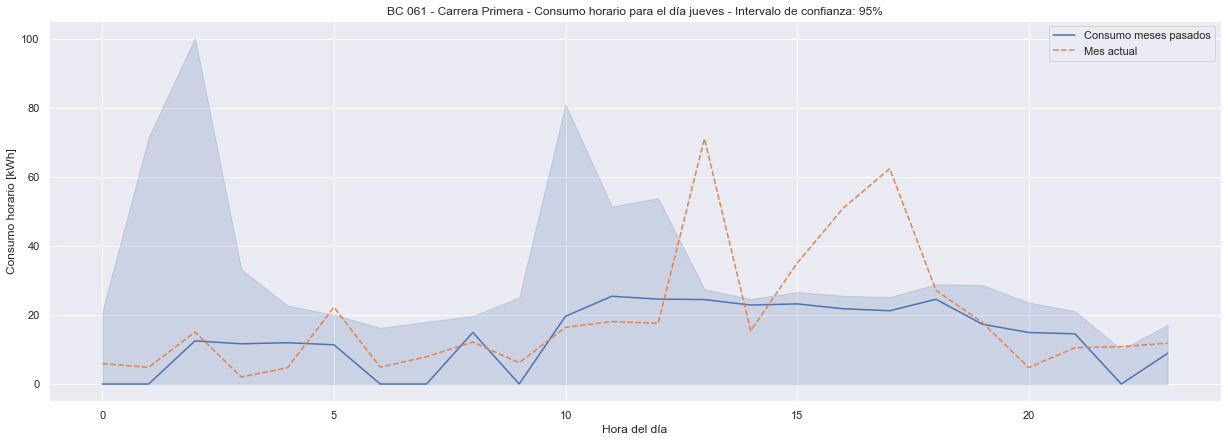 BC 061 - Carrera Primera - Consumo horario para el día jueves - Intervalo de confianza: 95%
Consumo meses pasados
Mes actual
Consumo horario [kWh]
100
80
60
40
20
0
0
5
10
15
20
Hora del día